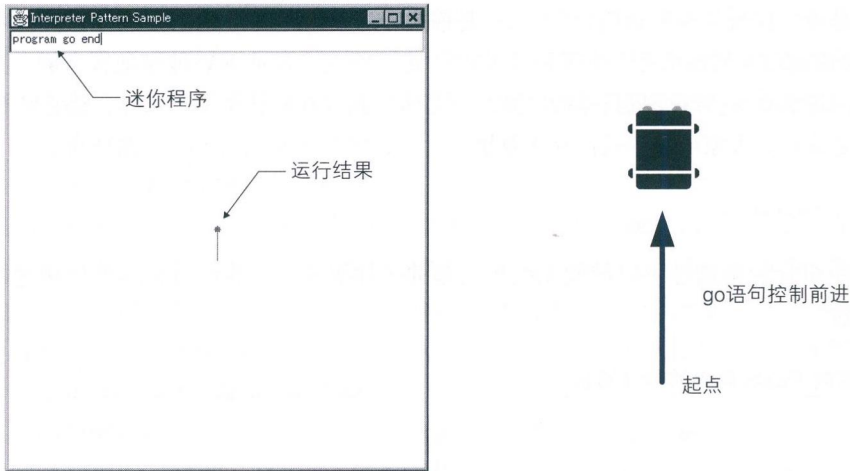 Interpreter Pattern Sample
program go end
迷你程序
运行结果
go语句控制前进
起点